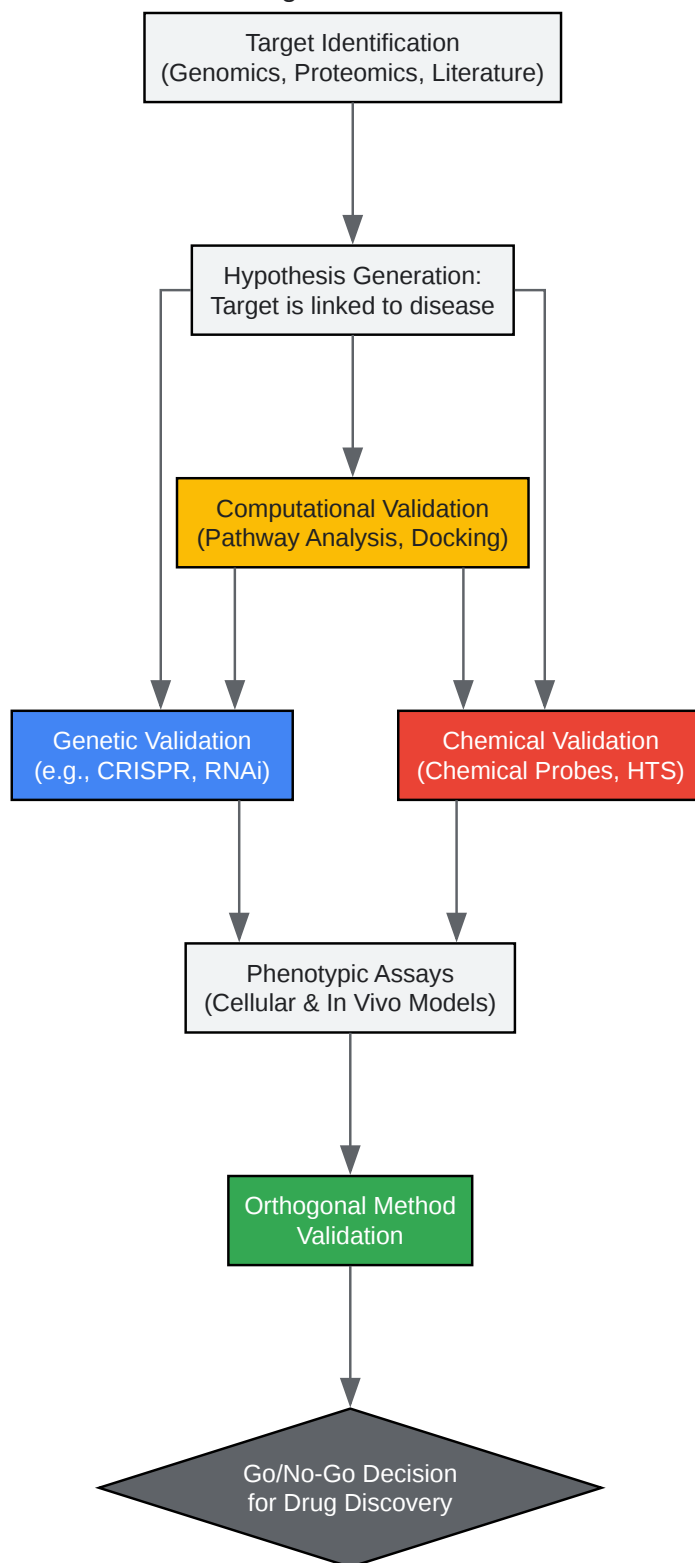 Target Identification
(Genomics, Proteomics, Literature)
Hypothesis Generation:
Target is linked to disease
Computational Validation
(Pathway Analysis, Docking)
Genetic Validation
(e.g., CRISPR, RNAi)
Chemical Validation
(Chemical Probes, HTS)
Phenotypic Assays
(Cellular & In Vivo Models)
Orthogonal Method
Validation
Go/No-Go Decision
for Drug Discovery